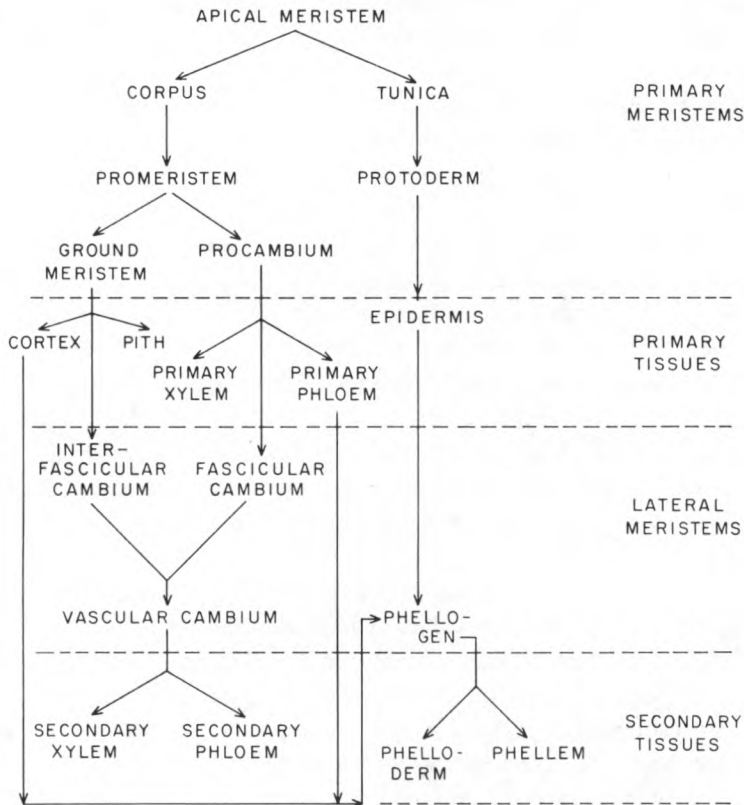 APICAL MERISTEM
CORPUS
TUNICA
PRIMARY
MERISTEMS
PROMERISTEM
PROTODERM
GROUND
MERISTEM
PROCAMBIUM
EPIDERMIS
CORTEX
PITH
PRIMARY
XYLEM
PRIMARY
PHLOEM
PRIMARY
TISSUES
INTER-
FASCICULAR
CAMBIUM
FASCICULAR
CAMBIUM
LATERAL
MERISTEMS
VASCULAR CAMBIUM
PHELLO-
GEN
SECONDARY
XYLEM
SECONDARY
PHLOEM
PHELLO-
DERM
PHELLEM
SECONDARY
TISSUES